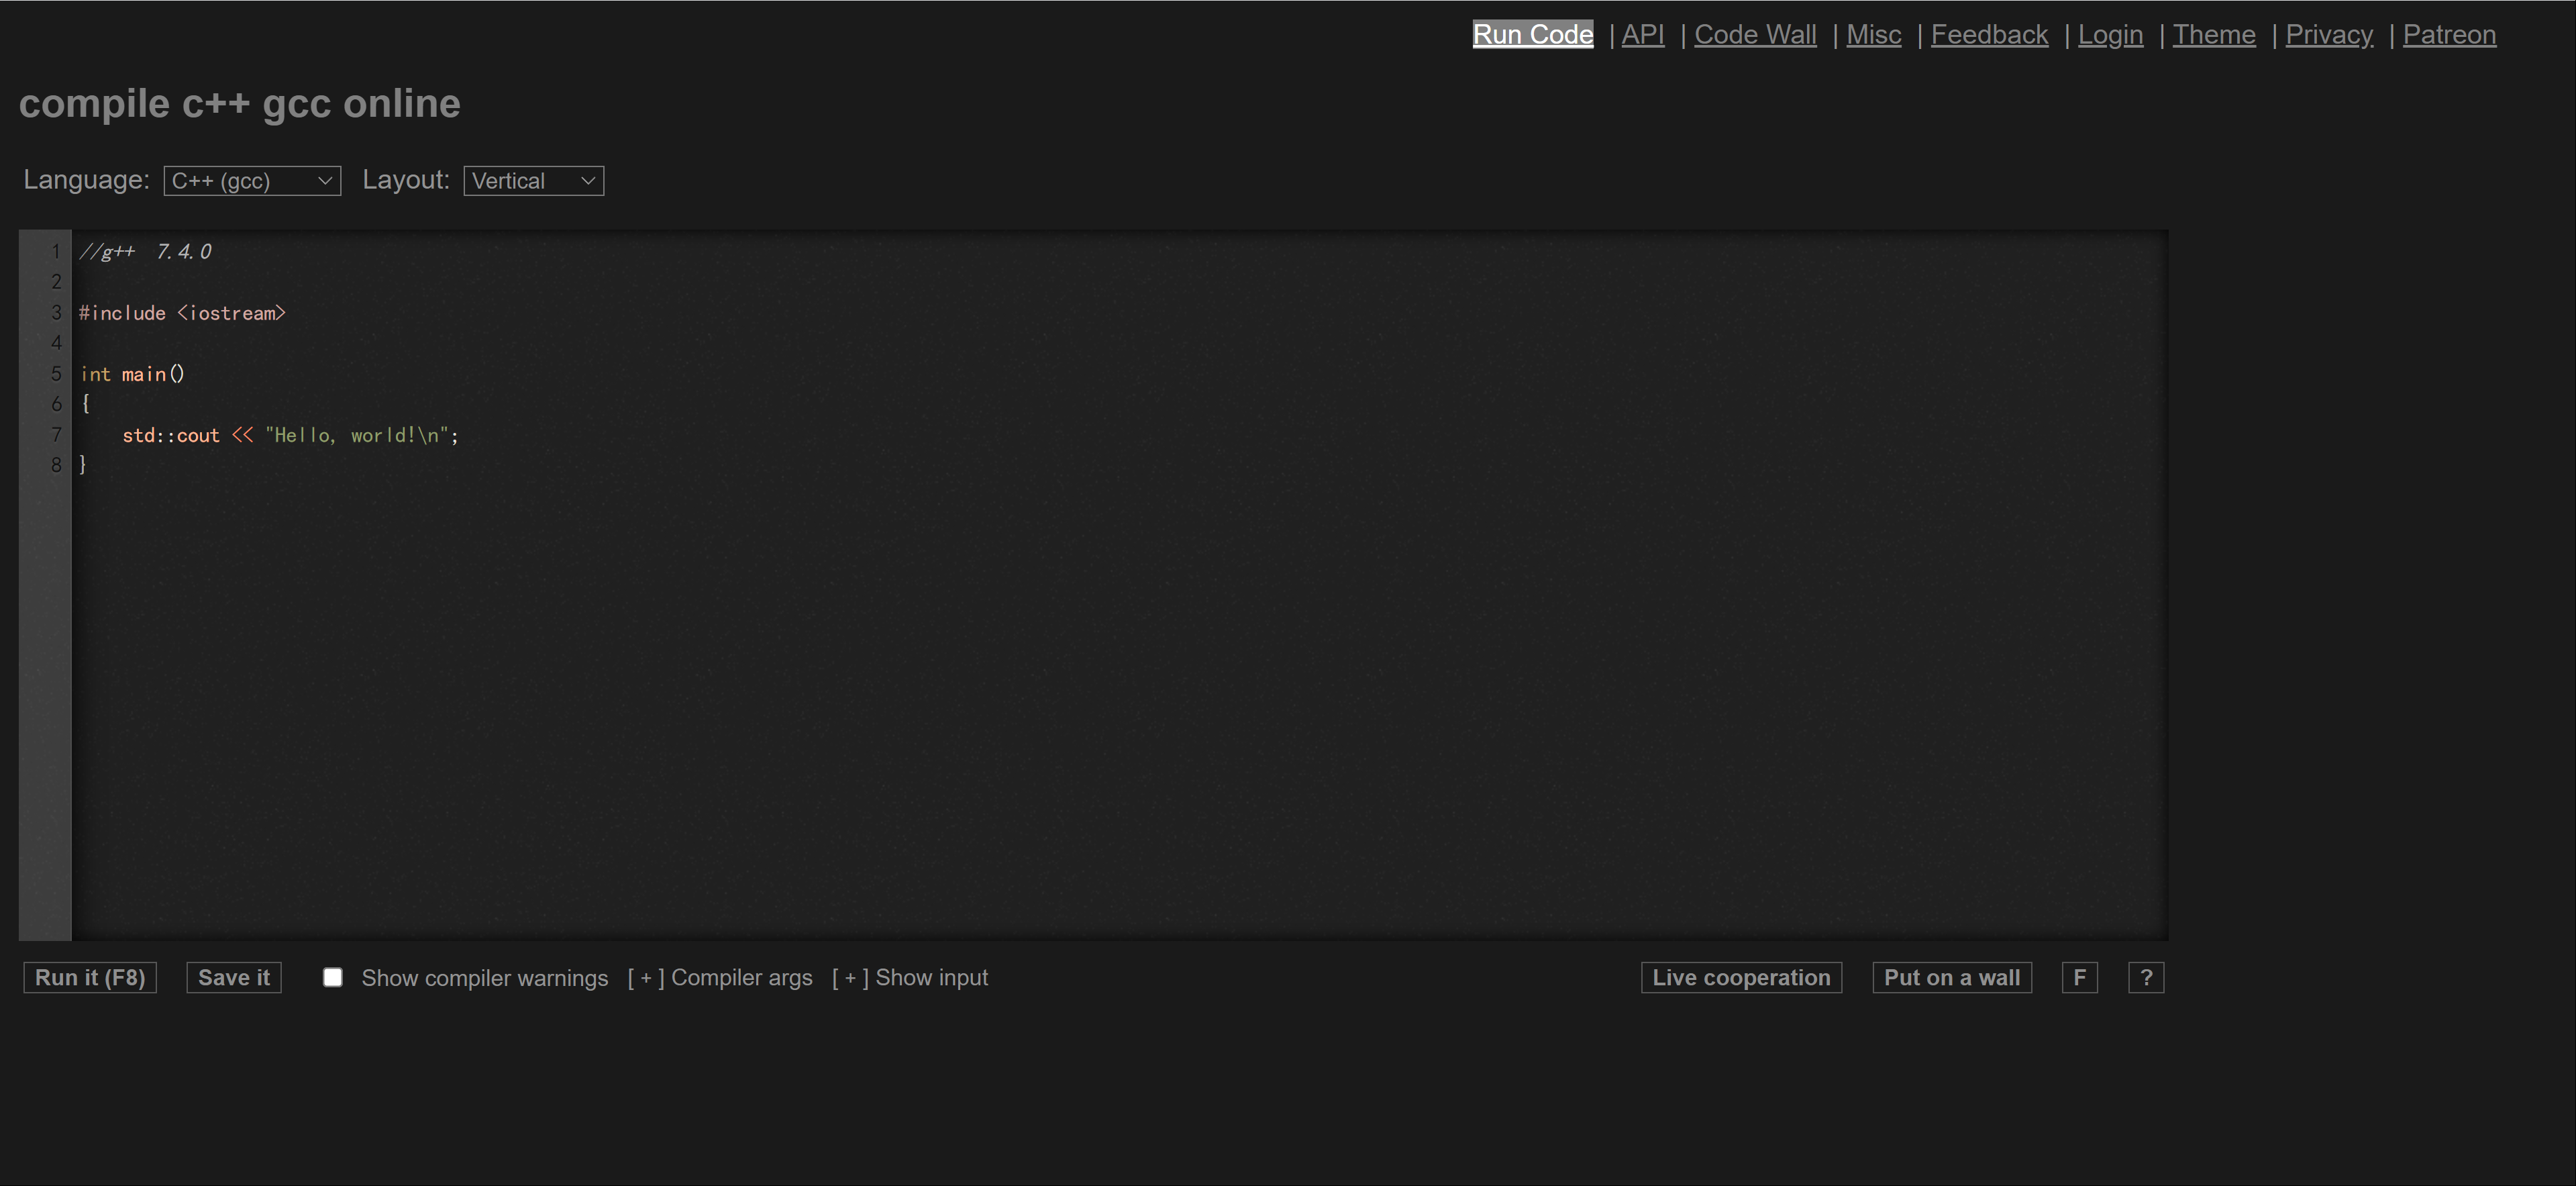 Run Code | API | Code Wall | Misc | Feedback | Login | Theme | Privacy | Patreon
compile c++ gcc online
Language: C++ (gcc) Layout: Vertical
1 //g++  7.4.0
2
3 #include <iostream>
4
5 int main()
6 {
7     std::cout << "Hello, world!\n";
8 }
Run it (F8) Save it Show compiler warnings [ + ] Compiler args [ + ] Show input Live cooperation Put on a wall F ?